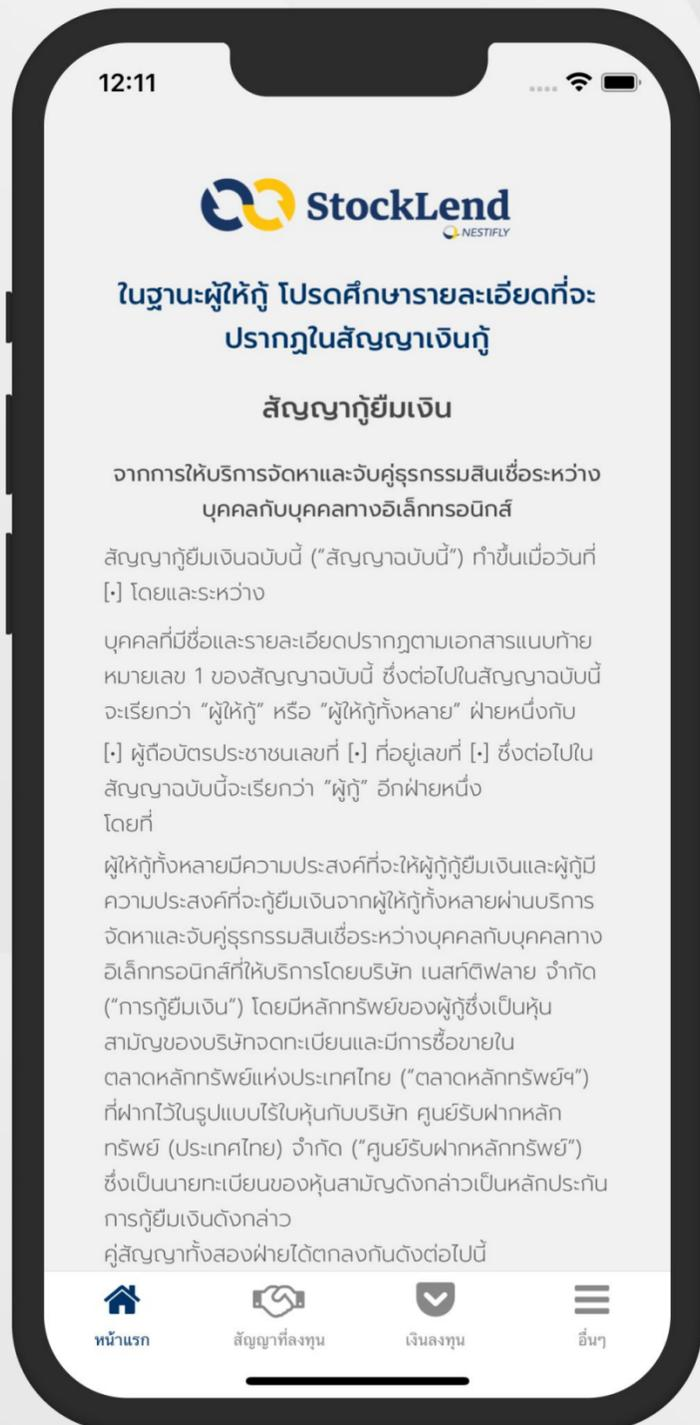 12:11
StockLend
NESTIFLY
ในฐานะผู้ให้กู้ โปรดศึกษารายละเอียดที่จะ
ปรากฏในสัญญาเงินกู้
สัญญากู้ยืมเงิน
จากการให้บริการจัดหาและจับคู่ธุรกรรมสินเชื่อระหว่าง
บุคคลกับบุคคลทางอิเล็กทรอนิกส์
สัญญากู้ยืมเงินฉบับนี้ (“สัญญาฉบับนี้”) ทำขึ้นเมื่อวันที่
[•] โดยและระหว่าง
บุคคลที่มีชื่อและรายละเอียดปรากฏตามเอกสารแนบท้าย
หมายเลข 1 ของสัญญาฉบับนี้ ซึ่งต่อไปในสัญญาฉบับนี้
จะเรียกว่า “ผู้ให้กู้” หรือ “ผู้ให้กู้ทั้งหลาย” ฝ่ายหนึ่งกับ
[•] ผู้ถือบัตรประชาชนเลขที่ [•] ที่อยู่เลขที่ [•] ซึ่งต่อไปใน
สัญญาฉบับนี้จะเรียกว่า “ผู้กู้” อีกฝ่ายหนึ่ง
โดยที่
ผู้ให้กู้ทั้งหลายมีความประสงค์ที่จะให้ผู้กู้กู้ยืมเงินและผู้กู้มี
ความประสงค์ที่จะกู้ยืมเงินจากผู้ให้กู้ทั้งหลายผ่านบริการ
จัดหาและจับคู่ธุรกรรมสินเชื่อระหว่างบุคคลกับบุคคลทาง
อิเล็กทรอนิกส์ที่ให้บริการโดยบริษัท เนสท์ติฟลาย จำกัด
(“การกู้ยืมเงิน”) โดยมีหลักทรัพย์ของผู้กู้ซึ่งเป็นหุ้น
สามัญของบริษัทจดทะเบียนและมีการซื้อขายใน
ตลาดหลักทรัพย์แห่งประเทศไทย (“ตลาดหลักทรัพย์ฯ”)
ที่ฝากไว้ในรูปแบบไร้ใบหุ้นกับบริษัท ศูนย์รับฝากหลัก
ทรัพย์ (ประเทศไทย) จำกัด (“ศูนย์รับฝากหลักทรัพย์”)
ซึ่งเป็นนายทะเบียนของหุ้นสามัญดังกล่าวเป็นหลักประกัน
การกู้ยืมเงินดังกล่าว
คู่สัญญาทั้งสองฝ่ายได้ตกลงกันดังต่อไปนี้
หน้าแรก สัญญาที่ลงทุน เงินลงทุน อื่นๆ